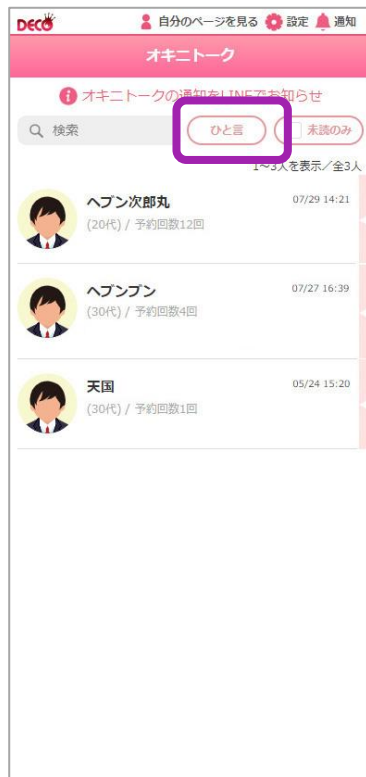 DECO 自分のページを見る 設定 通知
オキニトーク
オキニトークの通知をLINEでお知らせ
検索 ひと言 未読のみ
1～3人を表示／全3人
ヘブン次郎丸 07/29 14:21
(20代) / 予約回数12回
ヘブンブン 07/27 16:39
(30代) / 予約回数4回
天国 05/24 15:20
(30代) / 予約回数1回